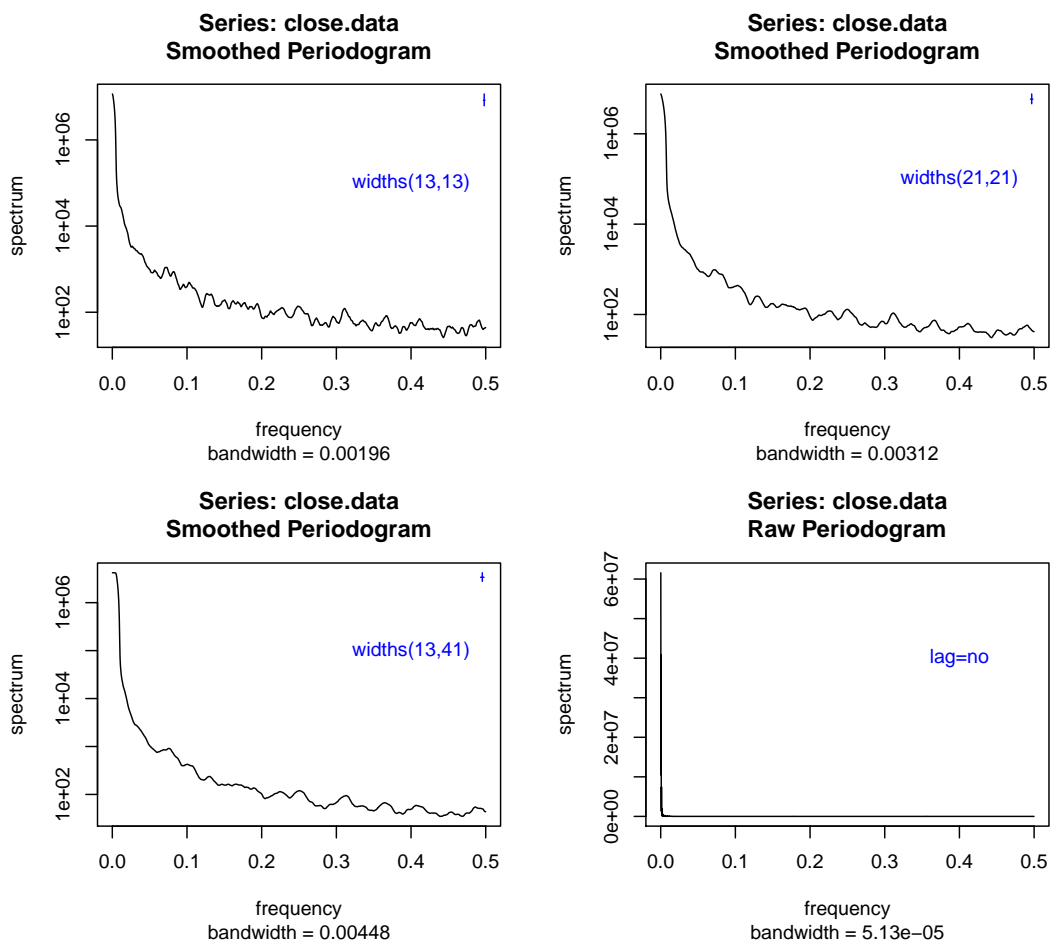 Series: close.data
Smoothed Periodogram
spectrum
1e+06
1e+04
1e+02
widths(13,13)
0.0 0.1 0.2 0.3 0.4 0.5
frequency
bandwidth = 0.00196
Series: close.data
Smoothed Periodogram
spectrum
1e+06
1e+04
1e+02
widths(21,21)
0.0 0.1 0.2 0.3 0.4 0.5
frequency
bandwidth = 0.00312
Series: close.data
Smoothed Periodogram
spectrum
1e+06
1e+04
1e+02
widths(13,41)
0.0 0.1 0.2 0.3 0.4 0.5
frequency
bandwidth = 0.00448
Series: close.data
Raw Periodogram
spectrum
6e+07
4e+07
2e+07
0e+00
lag=no
0.0 0.1 0.2 0.3 0.4 0.5
frequency
bandwidth = 5.13e−05